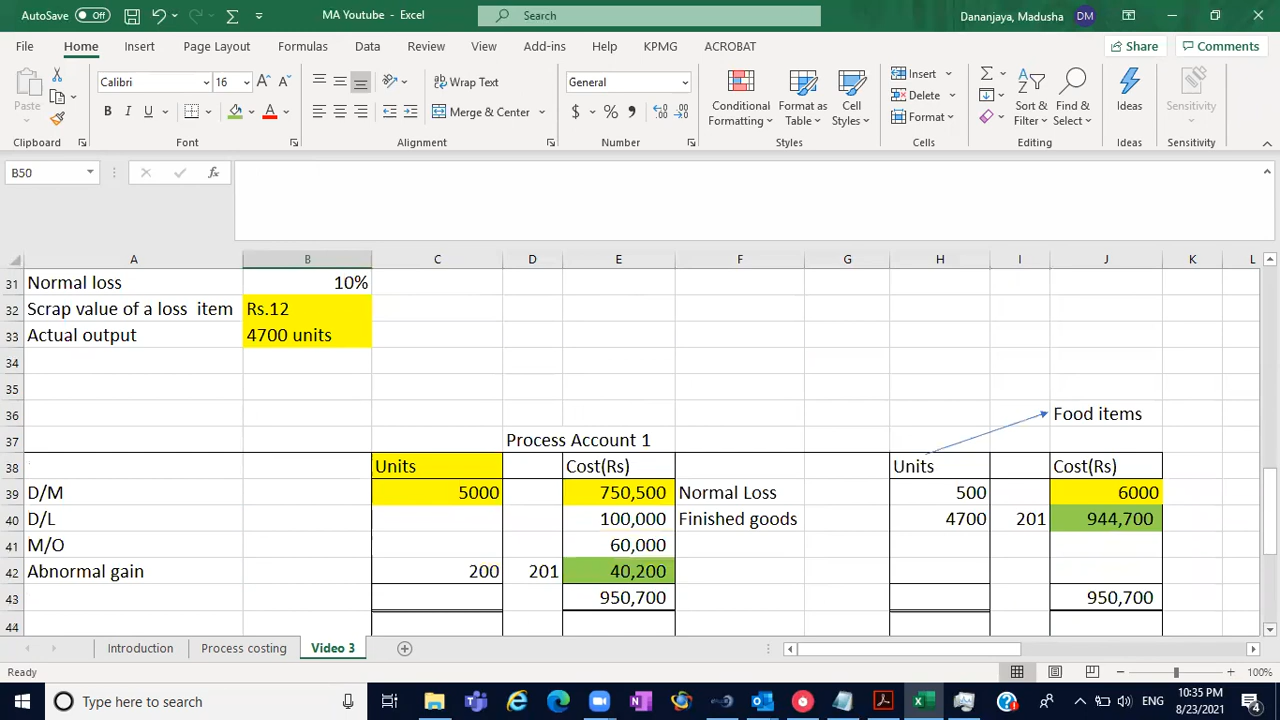 AutoSave Off MA Youtube - Excel Search Dananjaya, Madusha DM
File Home Insert Page Layout Formulas Data Review View Add-ins Help KPMG ACROBAT Share Comments
Calibri 16 A A Wrap Text General Insert
Paste B I U A Merge & Center $ % , Conditional Formatting Format as Table Cell Styles Delete Format Sort & Filter Find & Select Ideas Sensitivity
Clipboard Font Alignment Number Styles Cells Editing Ideas Sensitivity
B50 fx
A B C D E F G H I J K L
31 Normal loss 10%
32 Scrap value of a loss item Rs.12
33 Actual output 4700 units
34
35
36 Food items
37 Process Account 1
38 Units Cost(Rs) Units Cost(Rs)
39 D/M 5000 750,500 Normal Loss 500 6000
40 D/L 100,000 Finished goods 4700 201 944,700
41 M/O 60,000
42 Abnormal gain 200 201 40,200
43 950,700 950,700
44
Introduction Process costing Video 3
Ready 100%
Type here to search ENG 10:35 PM 8/23/2021 4